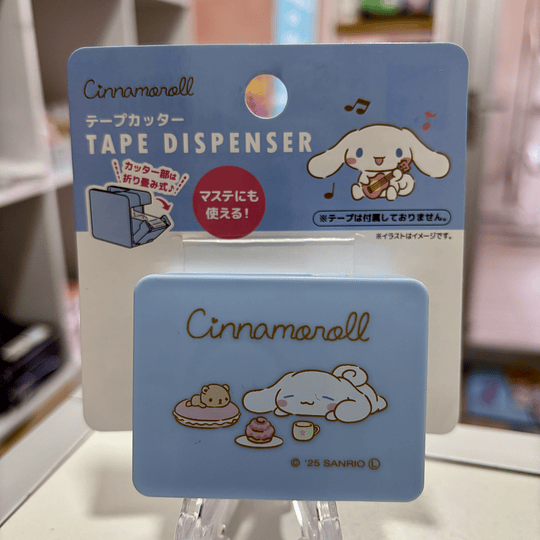 Cinnamoroll
テープカッター
TAPE DISPENSER
カッター部は
折り畳み式♪
マステにも
使える!
※テープは付属しておりません。
※イラストはイメージです。
Cinnamoroll
© '25 SANRIO Ⓛ